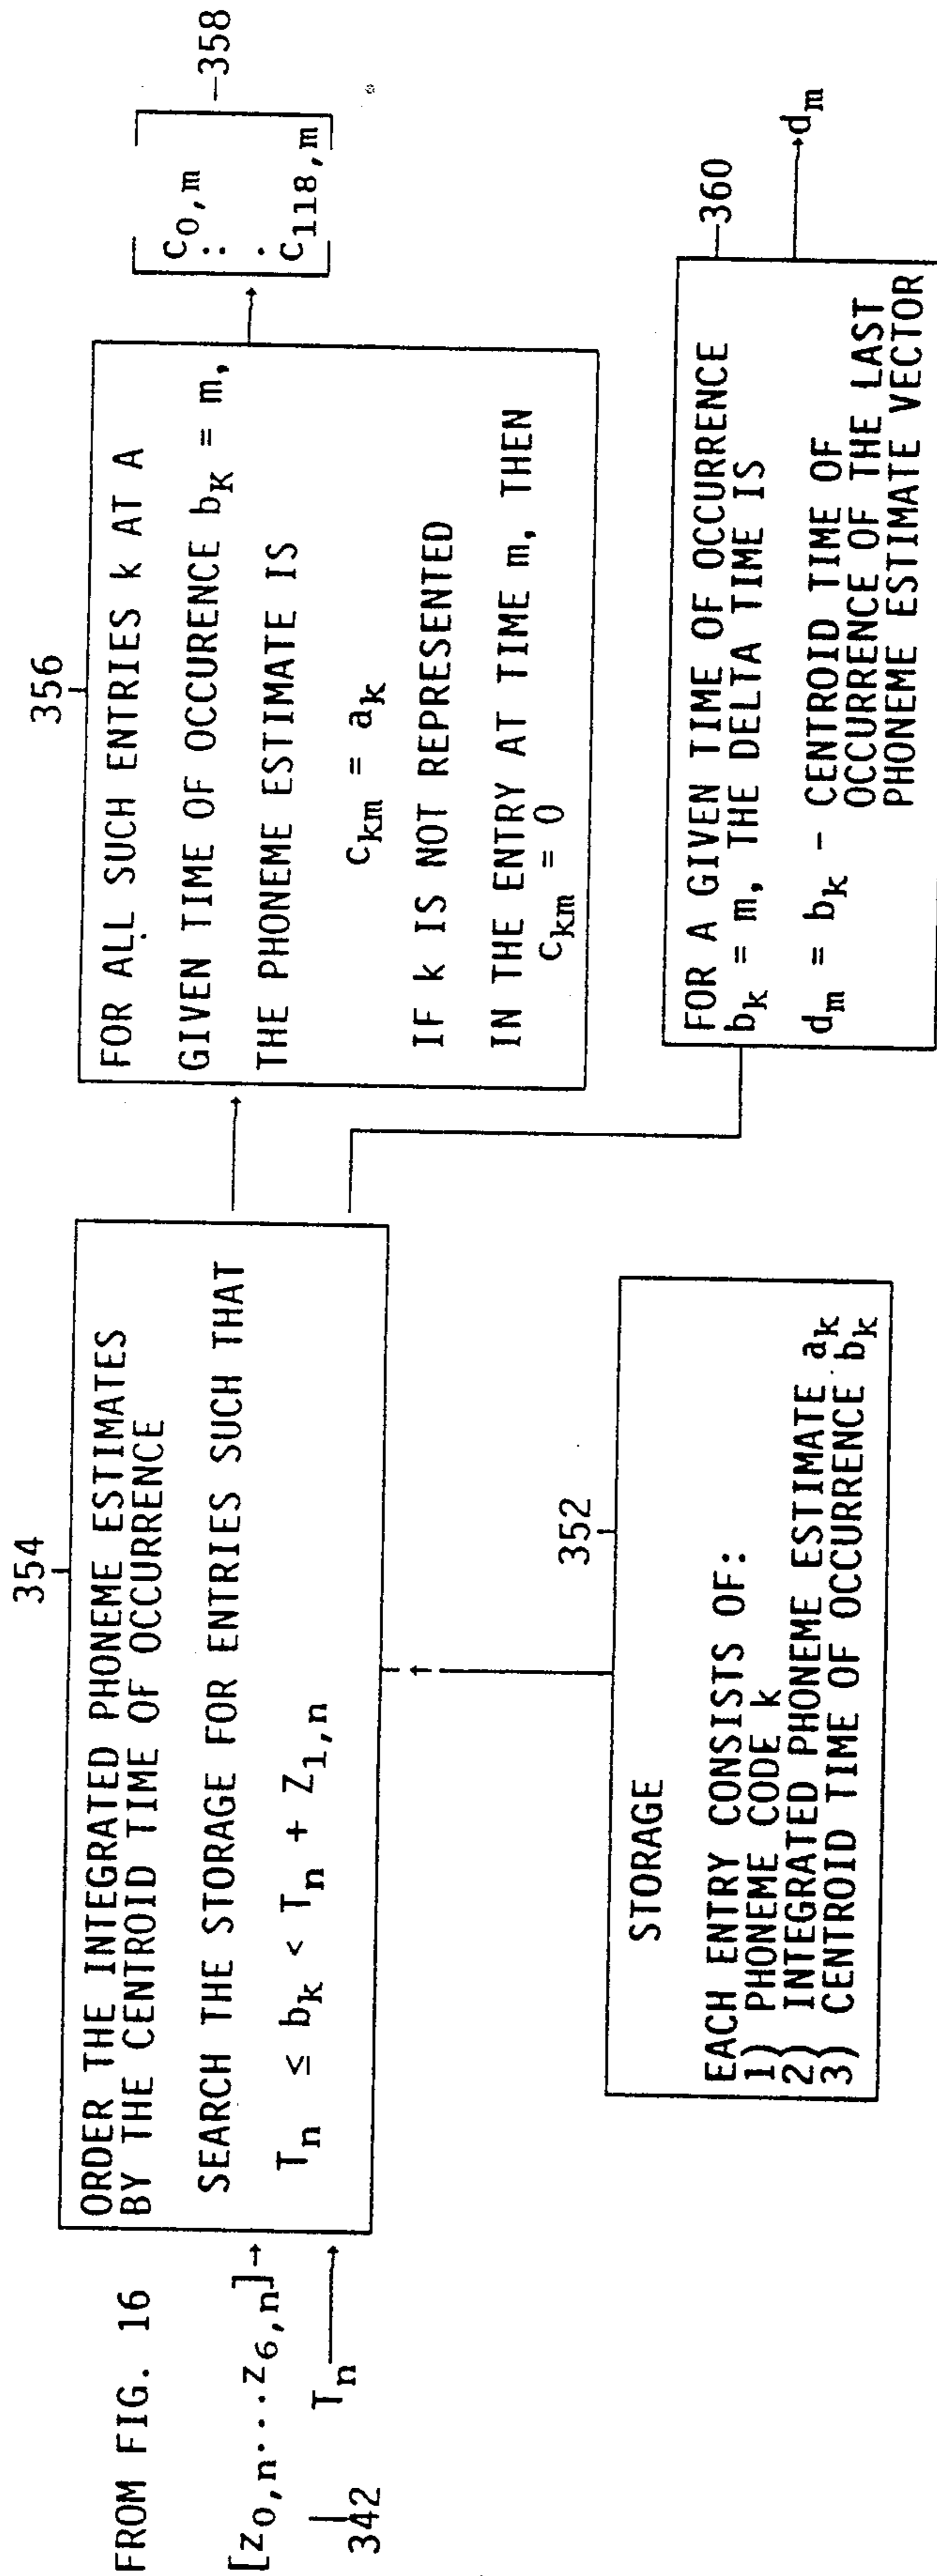 FROM FIG. 16
[z0,n...z6,n]
Tn
342
354
ORDER THE INTEGRATED PHONEME ESTIMATES
BY THE CENTROID TIME OF OCCURRENCE
SEARCH THE STORAGE FOR ENTRIES SUCH THAT
Tn ≤ bk < Tn + Z1,n
352
STORAGE
EACH ENTRY CONSISTS OF:
1) PHONEME CODE k
2) INTEGRATED PHONEME ESTIMATE ak
3) CENTROID TIME OF OCCURRENCE bk
356
FOR ALL SUCH ENTRIES k AT A
GIVEN TIME OF OCCURENCE bK = m,
THE PHONEME ESTIMATE IS
ckm = ak
IF k IS NOT REPRESENTED
IN THE ENTRY AT TIME m, THEN
ckm = 0
c0,m
:
.
c118,m
358
360
FOR A GIVEN TIME OF OCCURRENCE
bk = m, THE DELTA TIME IS
dm = bk - CENTROID TIME OF
OCCURRENCE OF THE LAST
PHONEME ESTIMATE VECTOR
dm